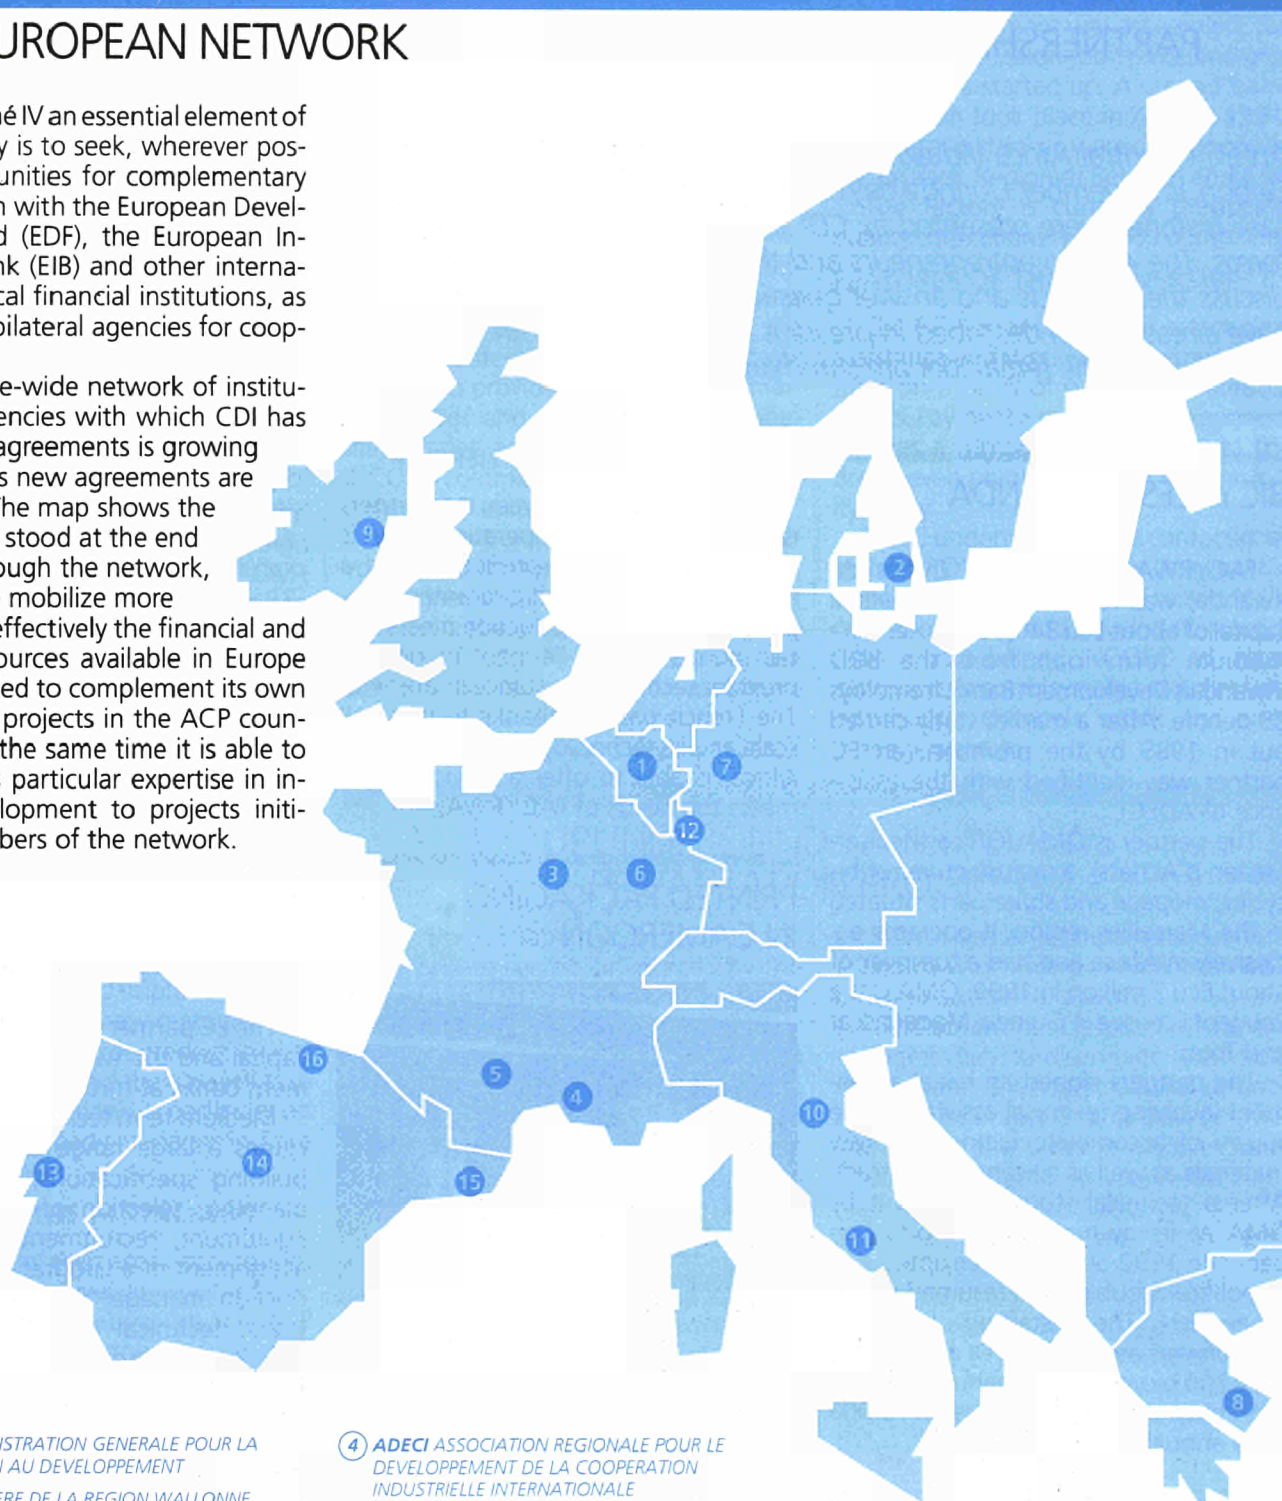 UROPEAN NETWORK
é IV an essential element of
y is to seek, wherever pos-
unities for complementary
n with the European Devel-
d (EDF), the European In-
nk (EIB) and other interna-
cal financial institutions, as
bilateral agencies for coop-
e-wide network of institu-
encies with which CDI has
agreements is growing
s new agreements are
The map shows the
stood at the end
ough the network,
mobilize more
effectively the financial and
ources available in Europe
ed to complement its own
projects in the ACP coun-
the same time it is able to
s particular expertise in in-
lopment to projects initi-
bers of the network.
9
2
1
7
12
3
6
16
5
4
10
13
14
15
11
8
ISTRATION GENERALE POUR LA
N AU DEVELOPPEMENT
ERE DE LA REGION WALLONNE
4 ADECI ASSOCIATION REGIONALE POUR LE
DEVELOPPEMENT DE LA COOPERATION
INDUSTRIELLE INTERNATIONALE